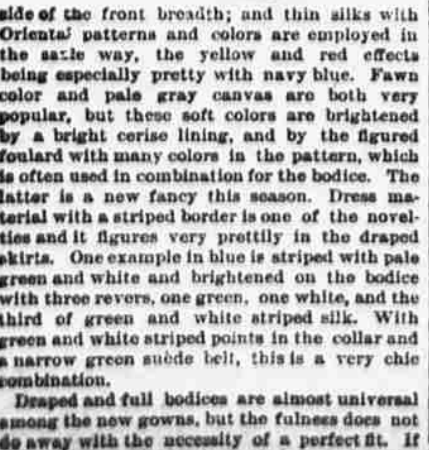 side of the front breadth; and thin silks with
Oriental patterns and colors are employed in
the same way, the yellow and red effects
being especially pretty with navy blue. Fawn
color and pale gray canvas are both very
popular, but these soft colors are brightened
by a bright cerise lining, and by the figured
foulard with many colors in the pattern, which
is often used in combination for the bodice. The
latter is a new fancy this season. Dress ma-
terial with a striped border is one of the novel-
ties and it figures very prettily in the draped
skirts. One example in blue is striped with pale
green and white and brightened on the bodice
with three revers, one green, one white, and the
third of green and white striped silk. With
green and white striped points in the collar and
a narrow green suède belt, this is a very chic
combination.
Draped and full bodices are almost universal
among the new gowns, but the fulness does not
do away with the necessity of a perfect fit. If